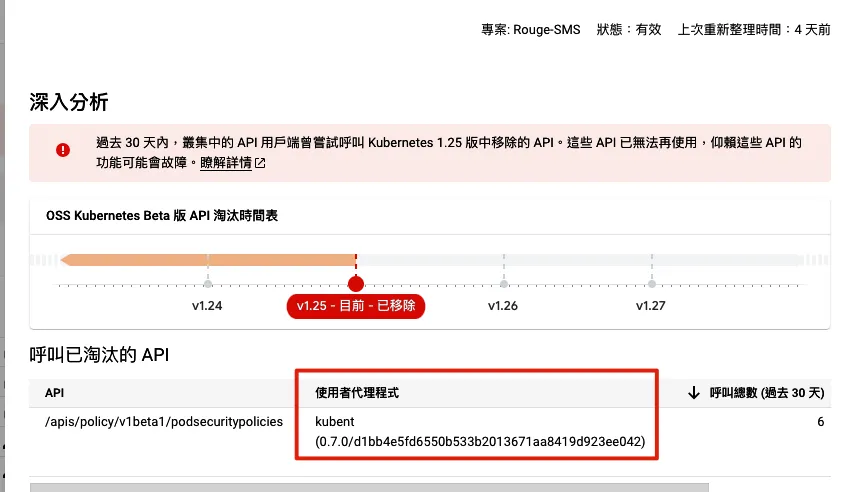 專案: Rouge-SMS 狀態：有效 上次重新整理時間：4 天前
深入分析
過去 30 天內，叢集中的 API 用戶端曾嘗試呼叫 Kubernetes 1.25 版中移除的 API。這些 API 已無法再使用，仰賴這些 API 的
功能可能會故障。瞭解詳情
OSS Kubernetes Beta 版 API 淘汰時間表
v1.24 v1.25 - 目前 - 已移除 v1.26 v1.27
呼叫已淘汰的 API
API 使用者代理程式 呼叫總數 (過去 30 天)
/apis/policy/v1beta1/podsecuritypolicies kubent 6
(0.7.0/d1bb4e5fd6550b533b2013671aa8419d923ee042)